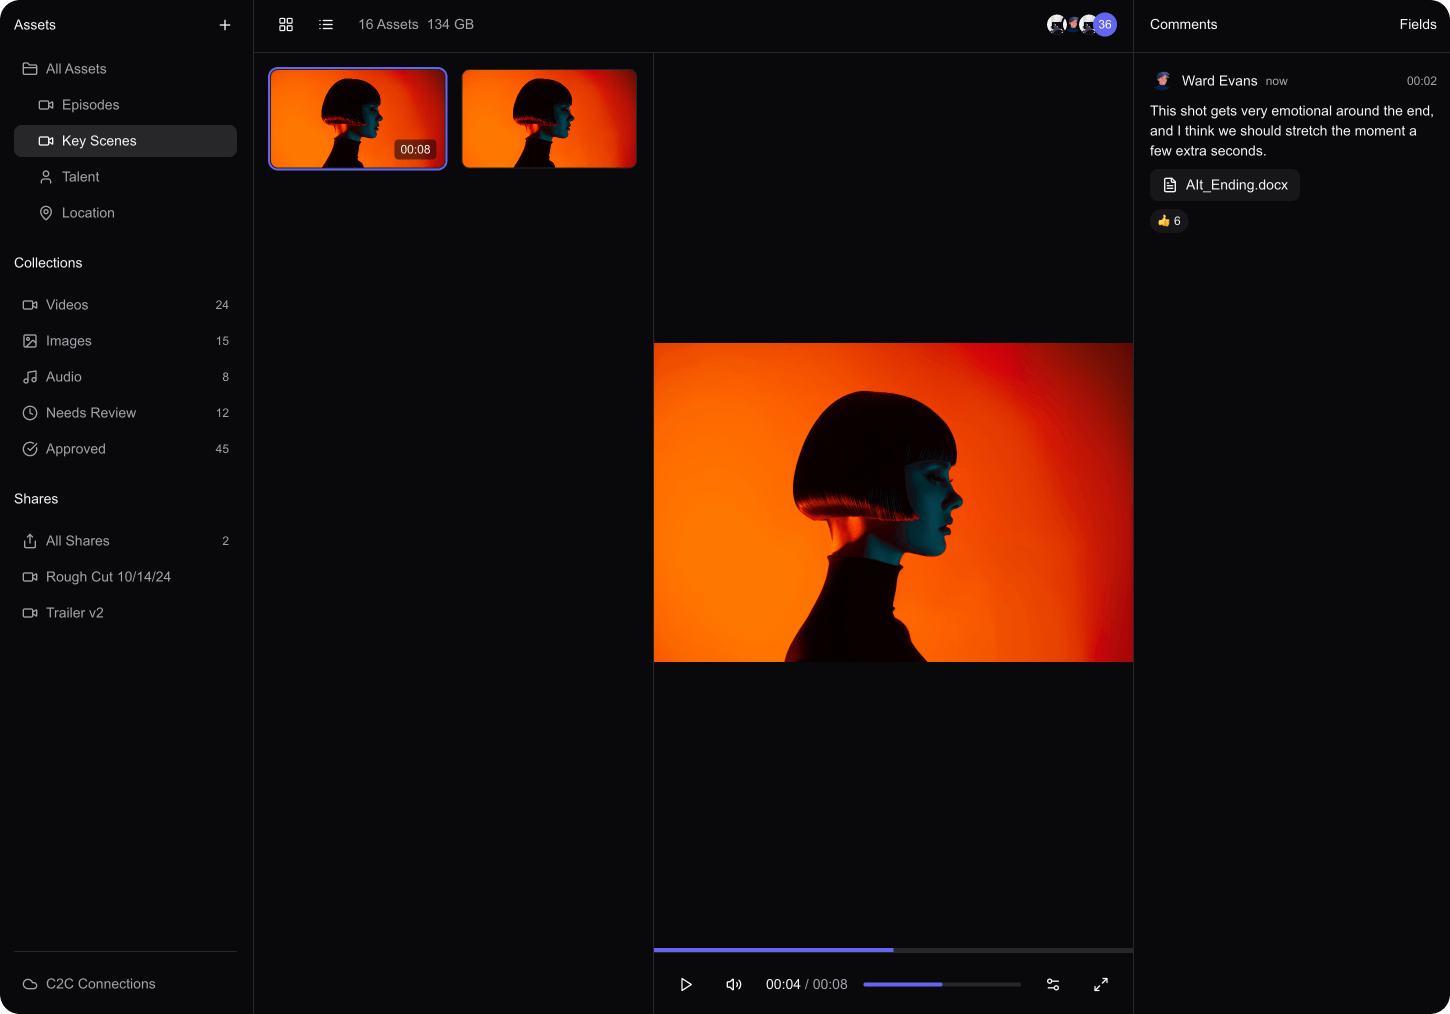 Assets
All Assets
Episodes
Key Scenes
Talent
Location
Collections
Videos 24
Images 15
Audio 8
Needs Review 12
Approved 45
Shares
All Shares 2
Rough Cut 10/14/24
Trailer v2
C2C Connections
16 Assets 134 GB
36
00:08
00:04 / 00:08
Comments Fields
Ward Evans now 00:02
This shot gets very emotional around the end,
and I think we should stretch the moment a
few extra seconds.
Alt_Ending.docx
👍 6